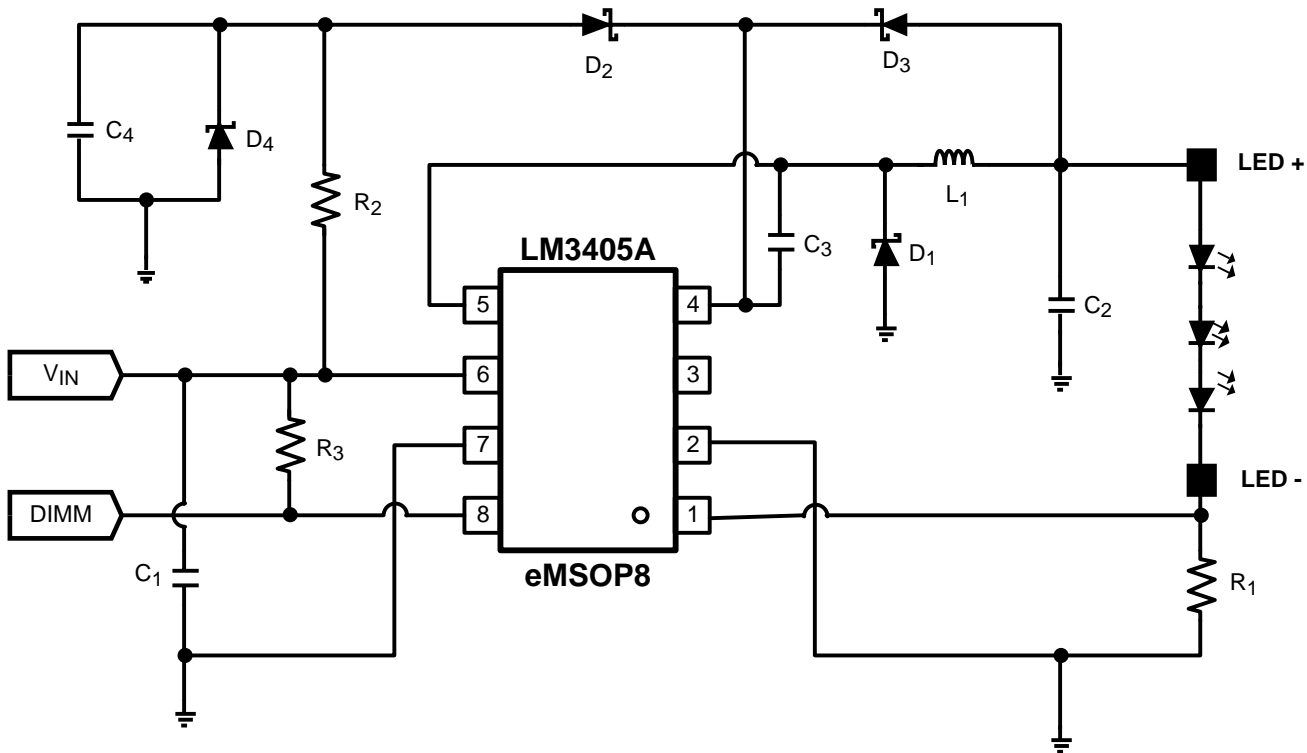 D2
D3
C4
D4
R2
LED +
L1
C3
D1
LM3405A
5
4
C2
VIN
6
3
R3
7
2
LED -
DIMM
8
1
C1
eMSOP8
R1